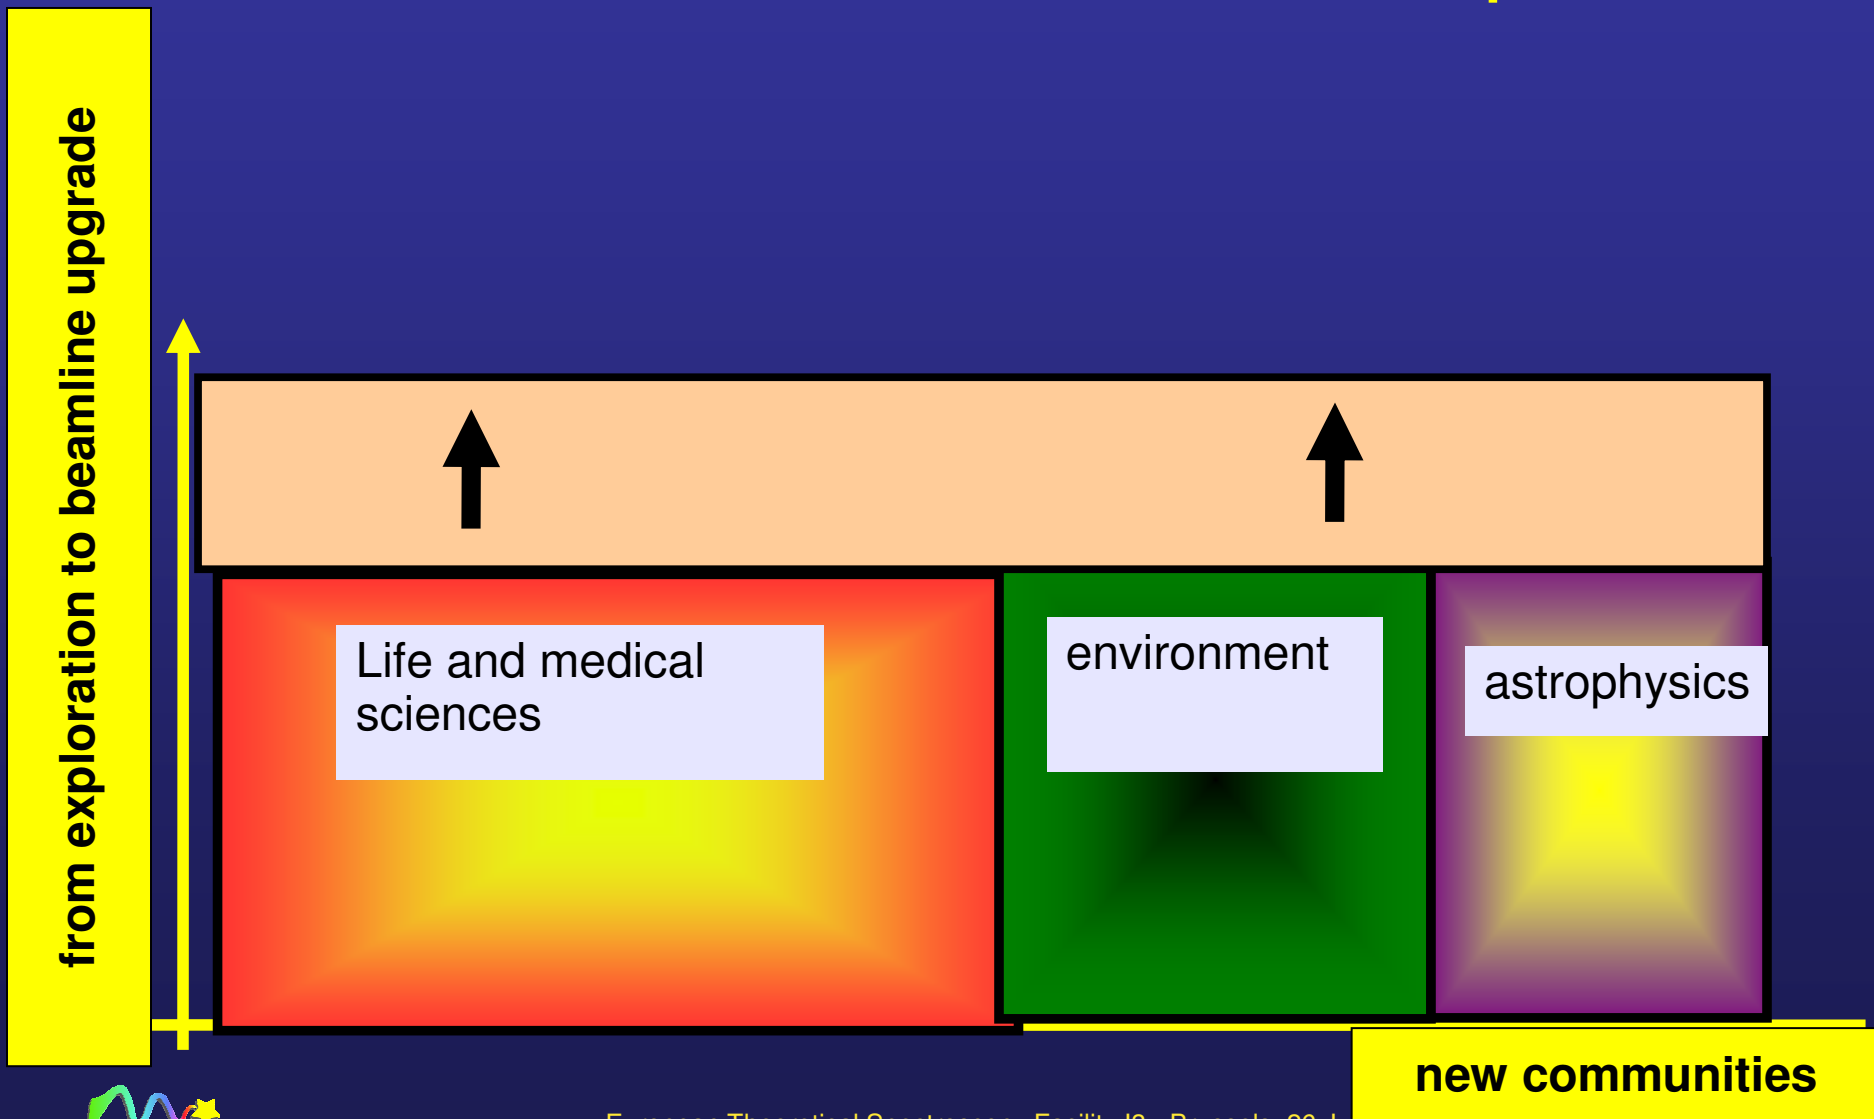 from exploration to beamline upgrade
Life and medical
sciences
environment
astrophysics
new communities